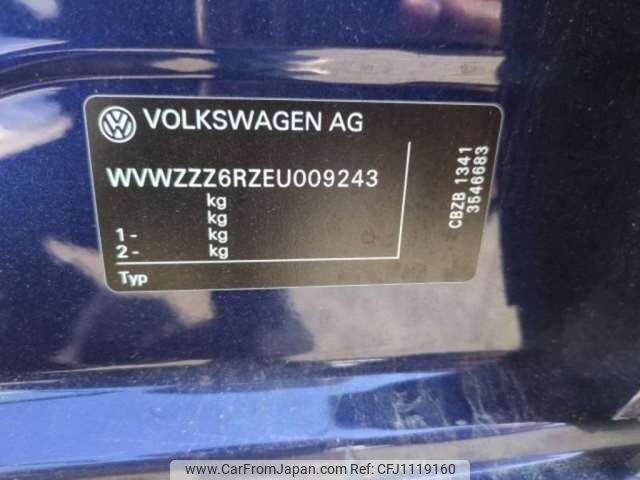 VOLKSWAGEN AG
WVWZZZ6RZEU009243
kg
kg
1- kg
2- kg
Typ
CBZB 1341
3546683
www.CarFromJapan.com | Ref. CFJ1119160